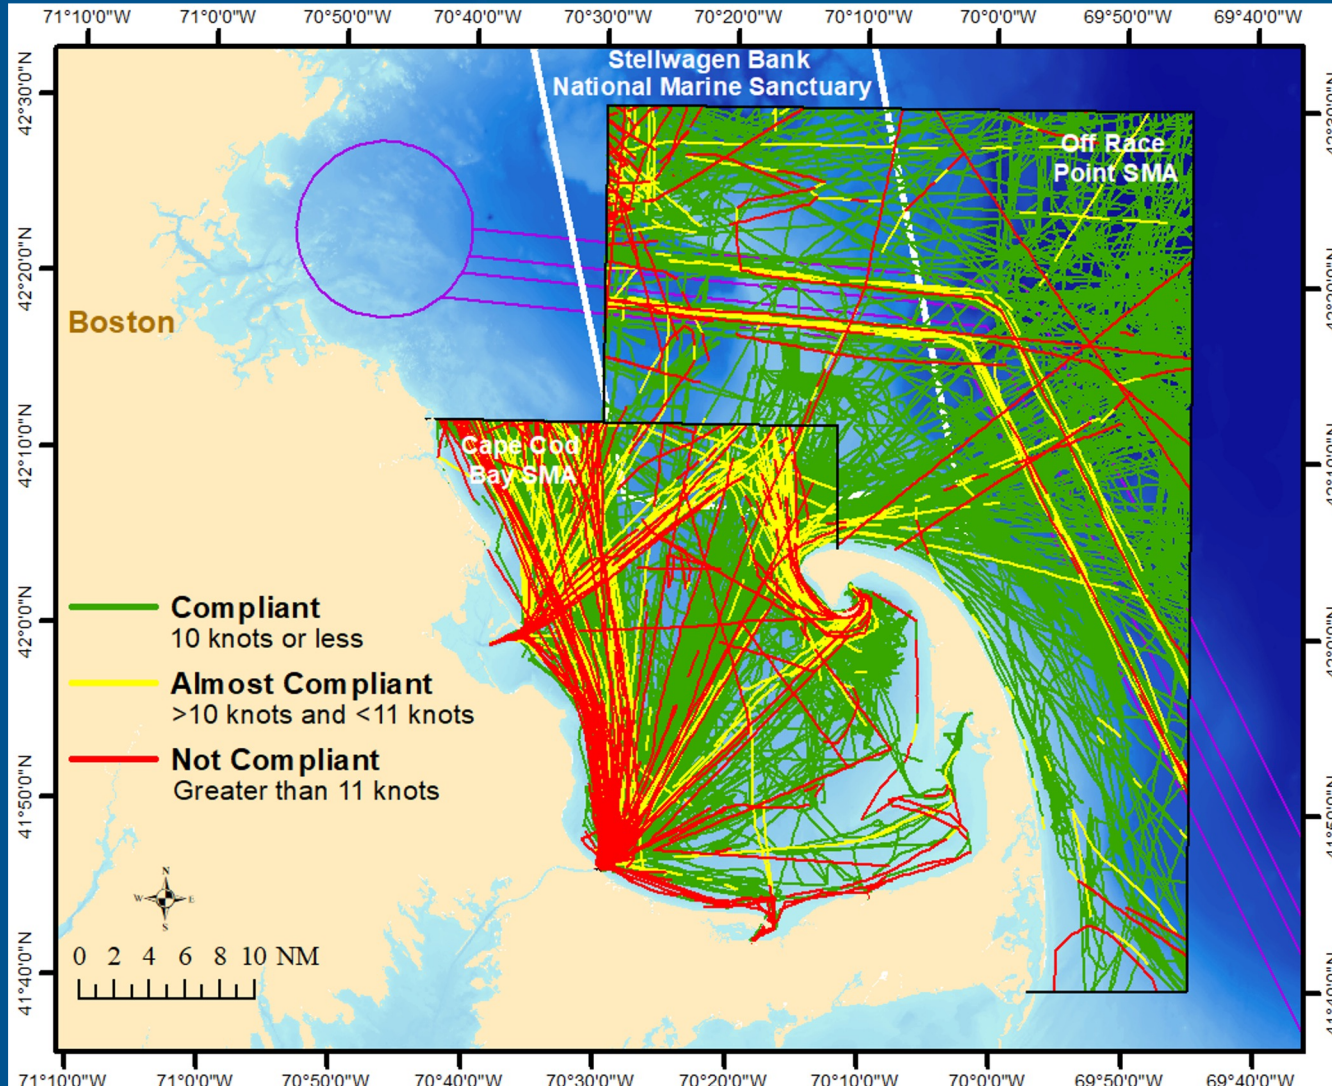 71°10'0"W 71°0'0"W 70°50'0"W 70°40'0"W 70°30'0"W 70°20'0"W 70°10'0"W 70°0'0"W 69°50'0"W 69°40'0"W
Stellwagen Bank
National Marine Sanctuary
42°30'0"N
Off Race
Point SMA
42°20'0"N
Boston
42°10'0"N
Cape Cod
Bay SMA
42°0'0"N
Compliant
10 knots or less
Almost Compliant
>10 knots and <11 knots
Not Compliant
Greater than 11 knots
41°50'0"N
N
W E
S
0 2 4 6 8 10 NM
41°40'0"N
71°10'0"W 71°0'0"W 70°50'0"W 70°40'0"W 70°30'0"W 70°20'0"W 70°10'0"W 70°0'0"W 69°50'0"W 69°40'0"W